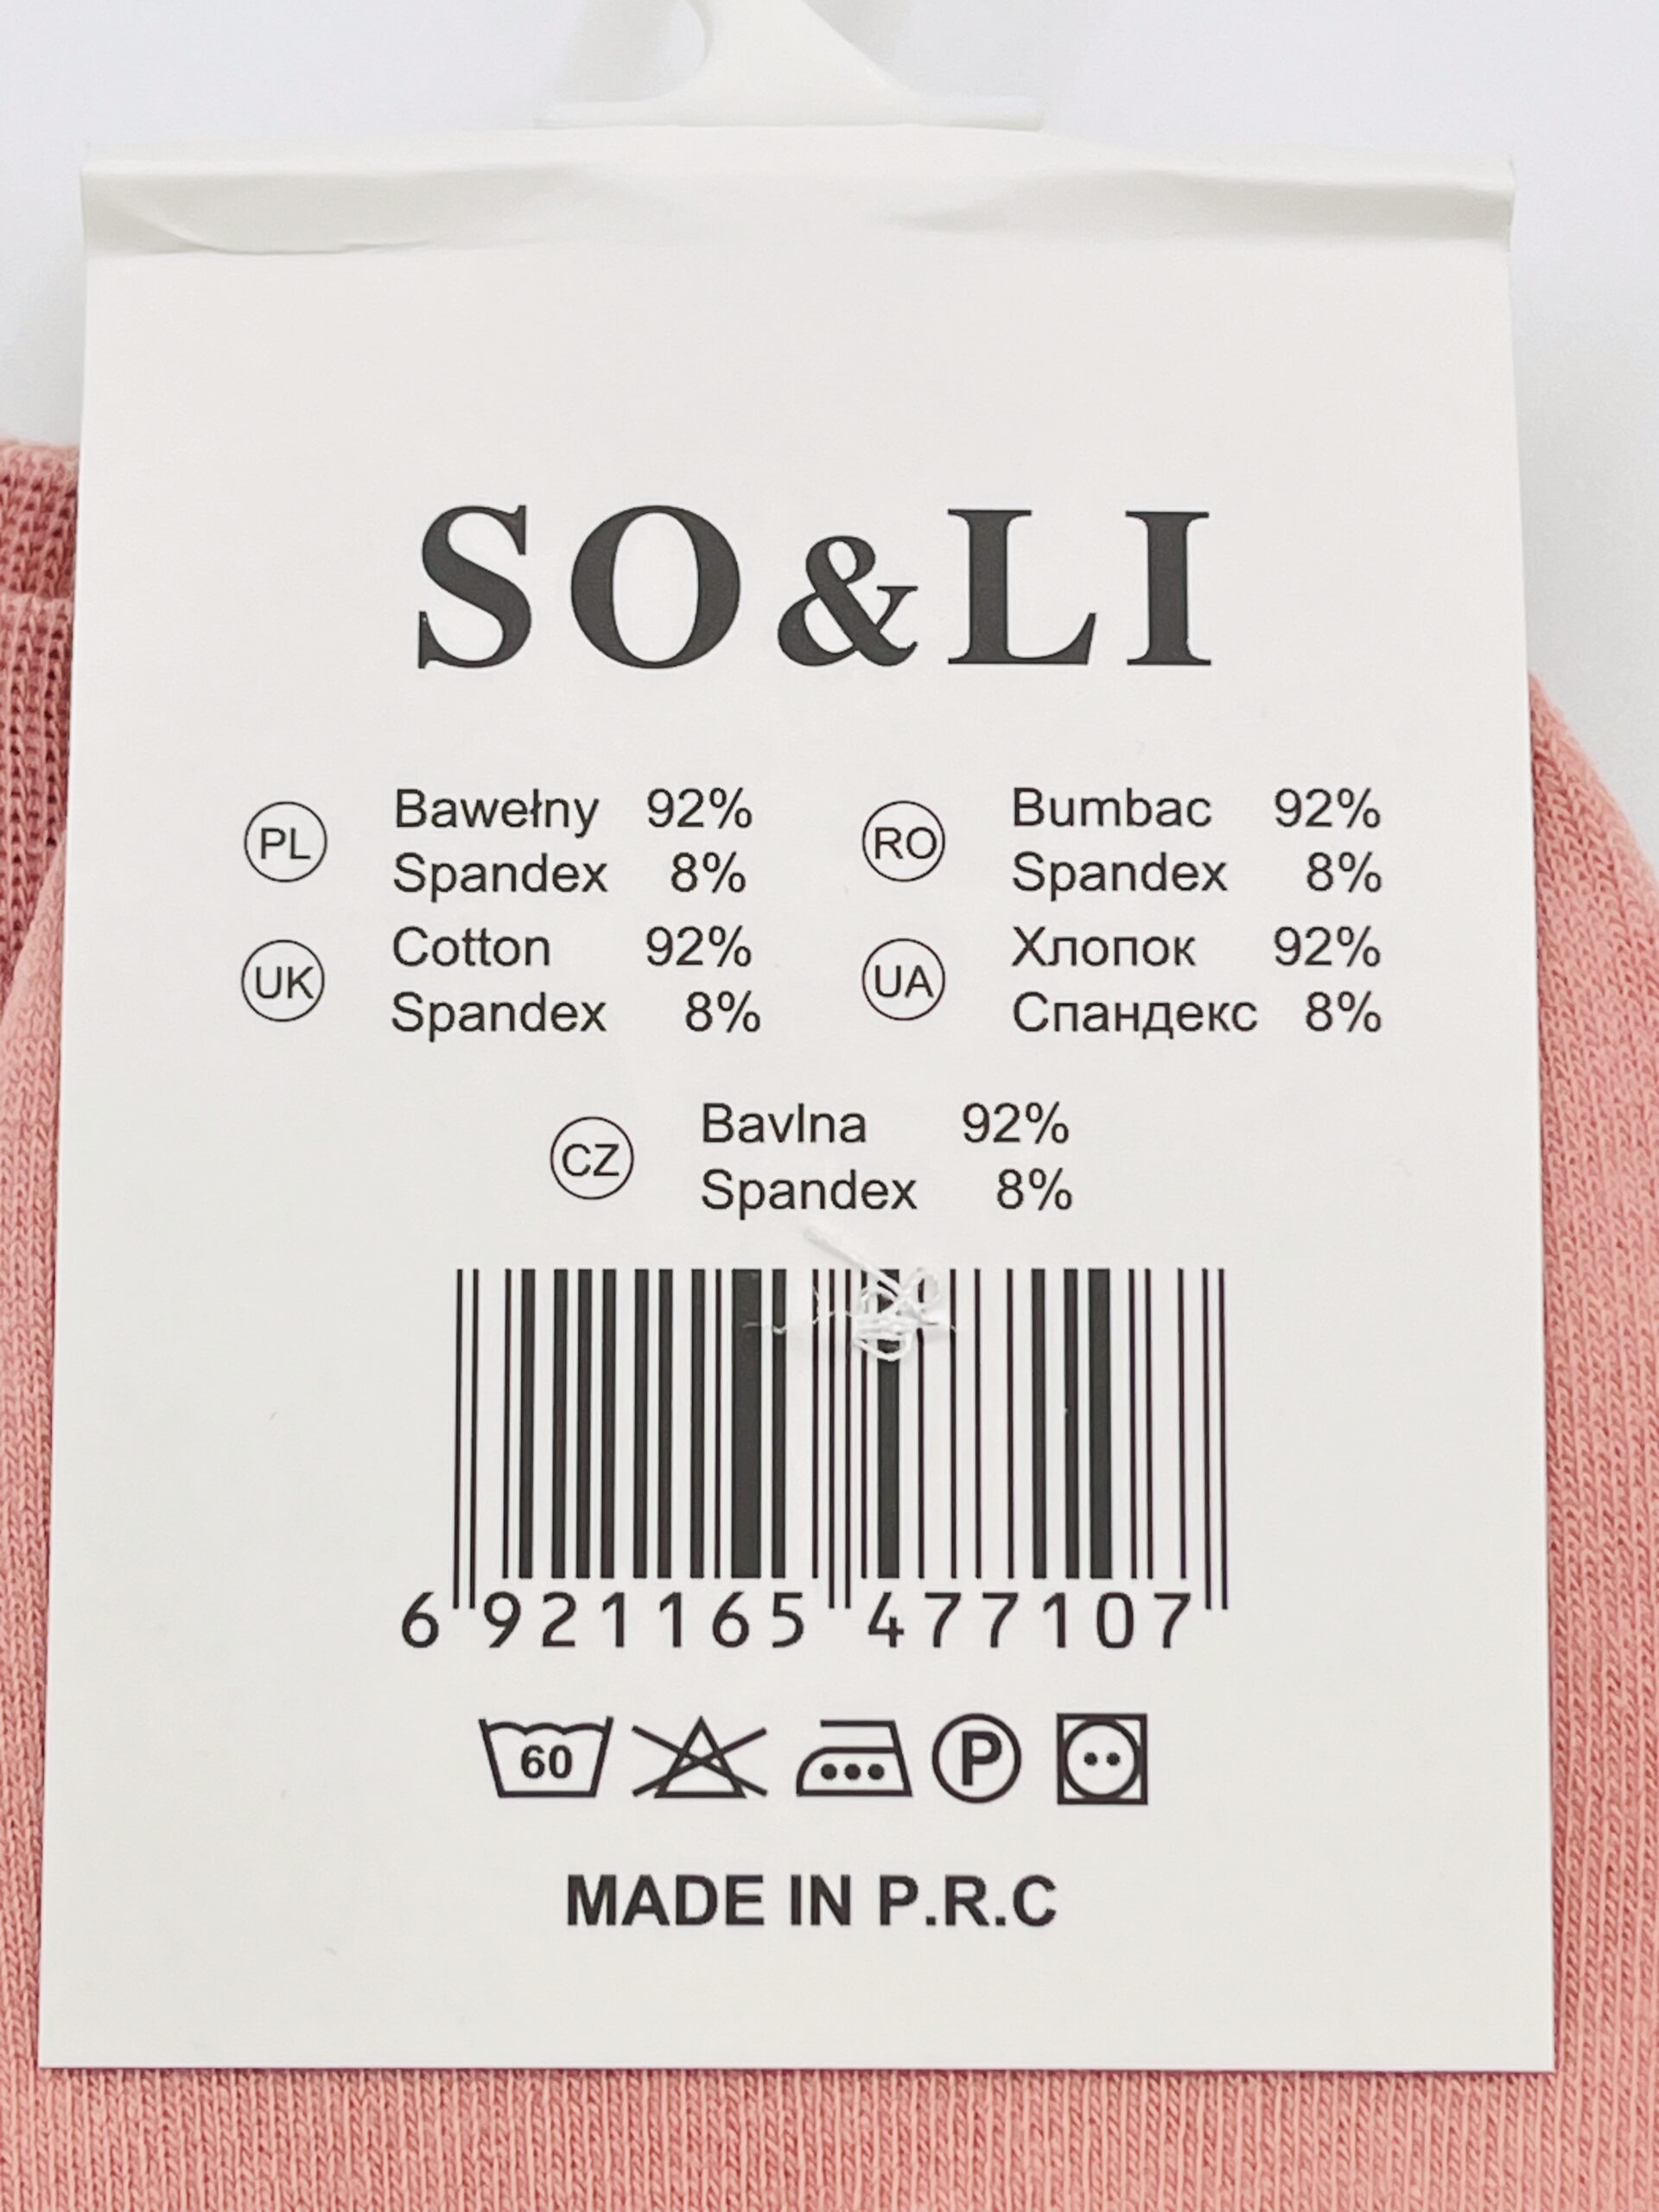 SO&LI
PL Bawełny 92%
Spandex 8%
RO Bumbac 92%
Spandex 8%
UK Cotton 92%
Spandex 8%
UA Хлопок 92%
Спандекс 8%
CZ Bavlna 92%
Spandex 8%
6 921165 477107
60 P
MADE IN P.R.C